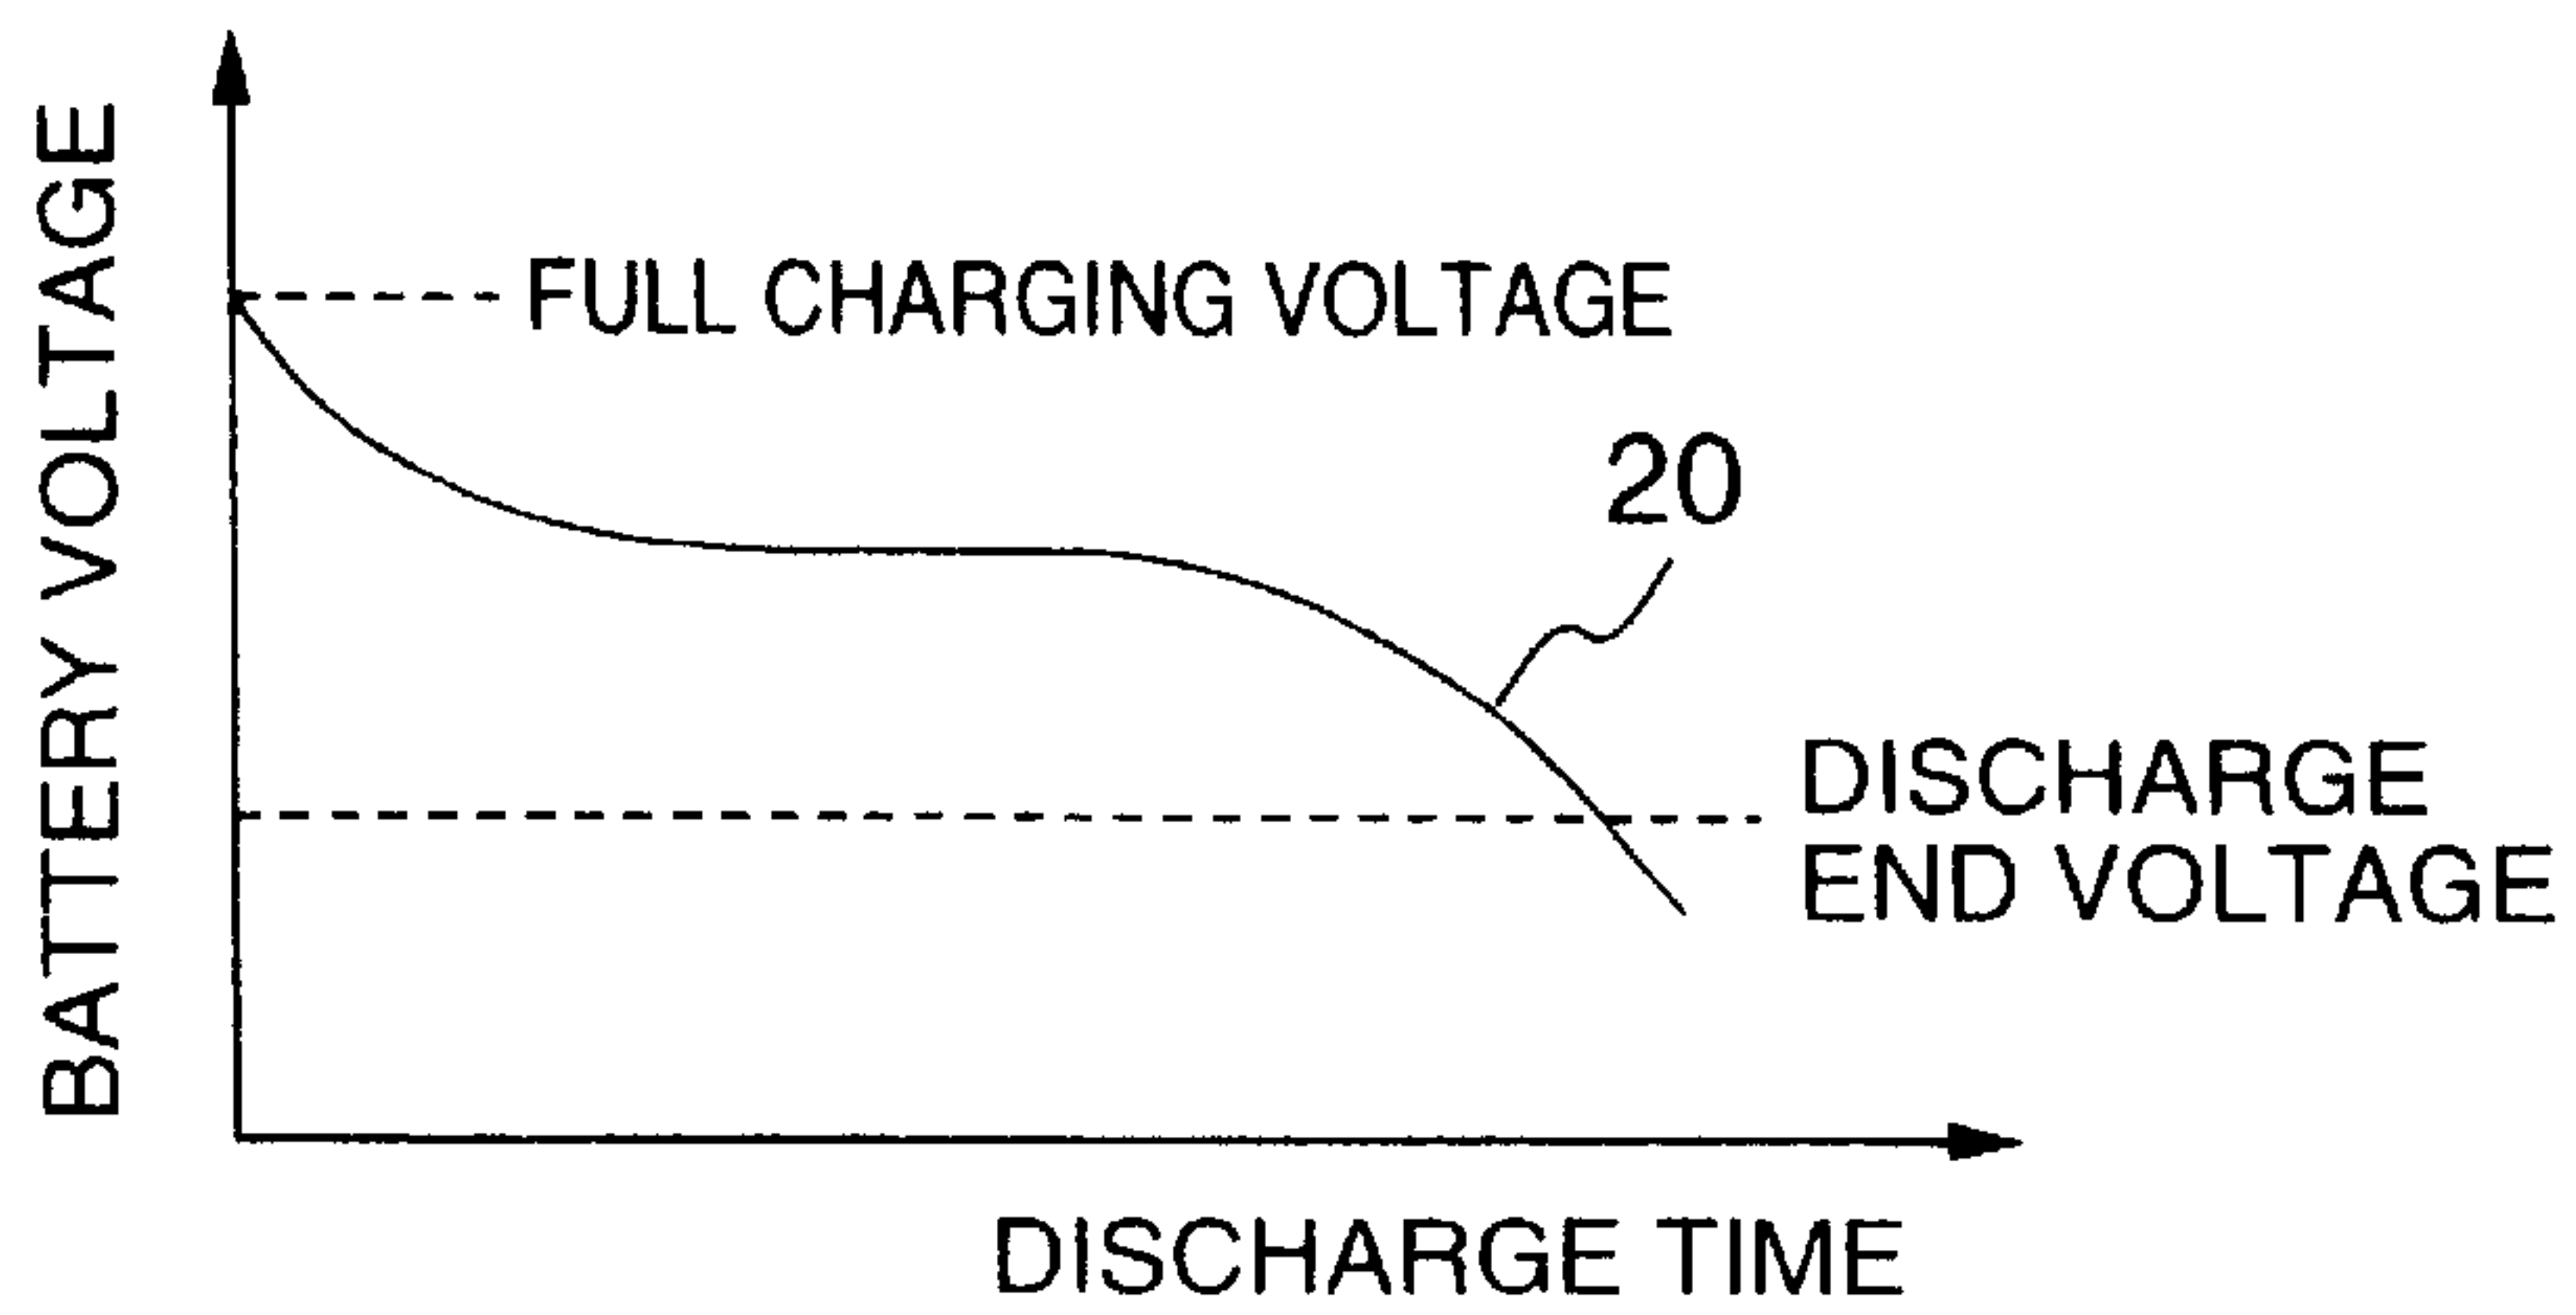 BATTERY VOLTAGE
FULL CHARGING VOLTAGE
20
DISCHARGE
END VOLTAGE
DISCHARGE TIME